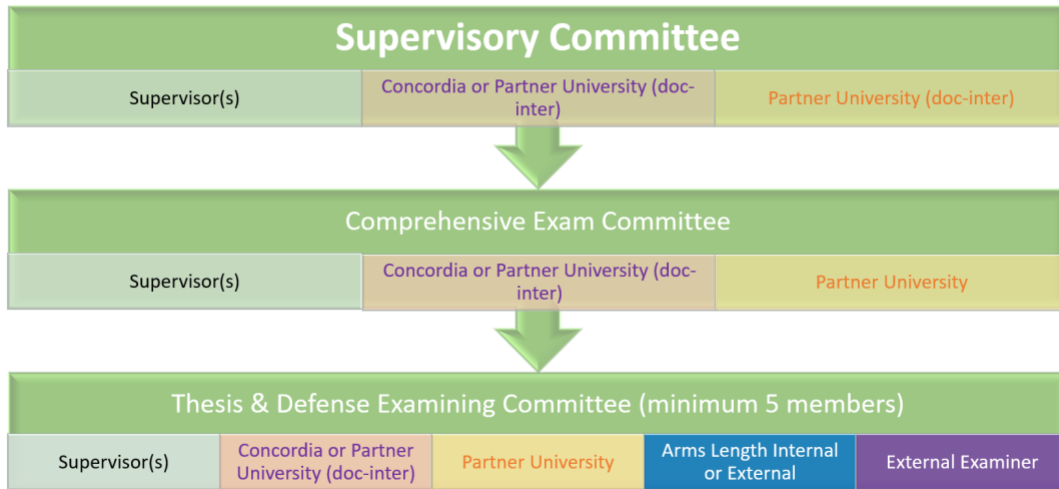 Supervisory Committee
Supervisor(s)
Concordia or Partner University (doc-
inter)
Partner University (doc-inter)
Comprehensive Exam Committee
Supervisor(s)
Concordia or Partner University (doc-
inter)
Partner University
Thesis & Defense Examining Committee (minimum 5 members)
Supervisor(s)
Concordia or Partner
University (doc-inter)
Partner University
Arms Length Internal
or External
External Examiner